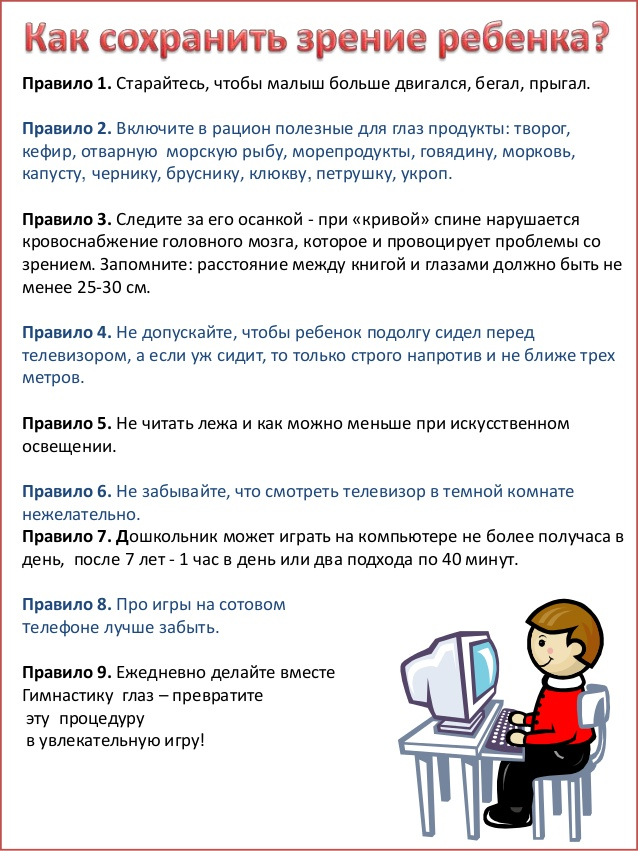 Как сохранить зрение ребенка?
Правило 1. Старайтесь, чтобы малыш больше двигался, бегал, прыгал.
Правило 2. Включите в рацион полезные для глаз продукты: творог,
кефир, отварную морскую рыбу, морепродукты, говядину, морковь,
капусту, чернику, бруснику, клюкву, петрушку, укроп.
Правило 3. Следите за его осанкой - при «кривой» спине нарушается
кровоснабжение головного мозга, которое и провоцирует проблемы со
зрением. Запомните: расстояние между книгой и глазами должно быть не
менее 25-30 см.
Правило 4. Не допускайте, чтобы ребенок подолгу сидел перед
телевизором, а если уж сидит, то только строго напротив и не ближе трех
метров.
Правило 5. Не читать лежа и как можно меньше при искусственном
освещении.
Правило 6. Не забывайте, что смотреть телевизор в темной комнате
нежелательно.
Правило 7. Дошкольник может играть на компьютере не более получаса в
день, после 7 лет - 1 час в день или два подхода по 40 минут.
Правило 8. Про игры на сотовом
телефоне лучше забыть.
Правило 9. Ежедневно делайте вместе
Гимнастику глаз – превратите
эту процедуру
в увлекательную игру!